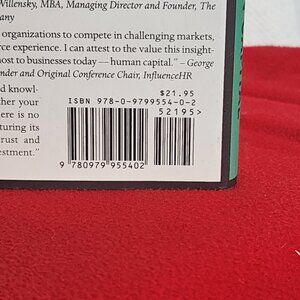 Willensky, MBA, Managing Director and Founder, The
any
organizations to compete in challenging markets,
rce experience. I can attest to the value this insight-
nost to businesses today — human capital." – George
nder and Original Conference Chair, InfluenceHR
d knowl-
ther your
ere is no
turing its
rust and
estment."
$21.95
ISBN 978-0-9799554-0-2
52195>
9 780979 955402